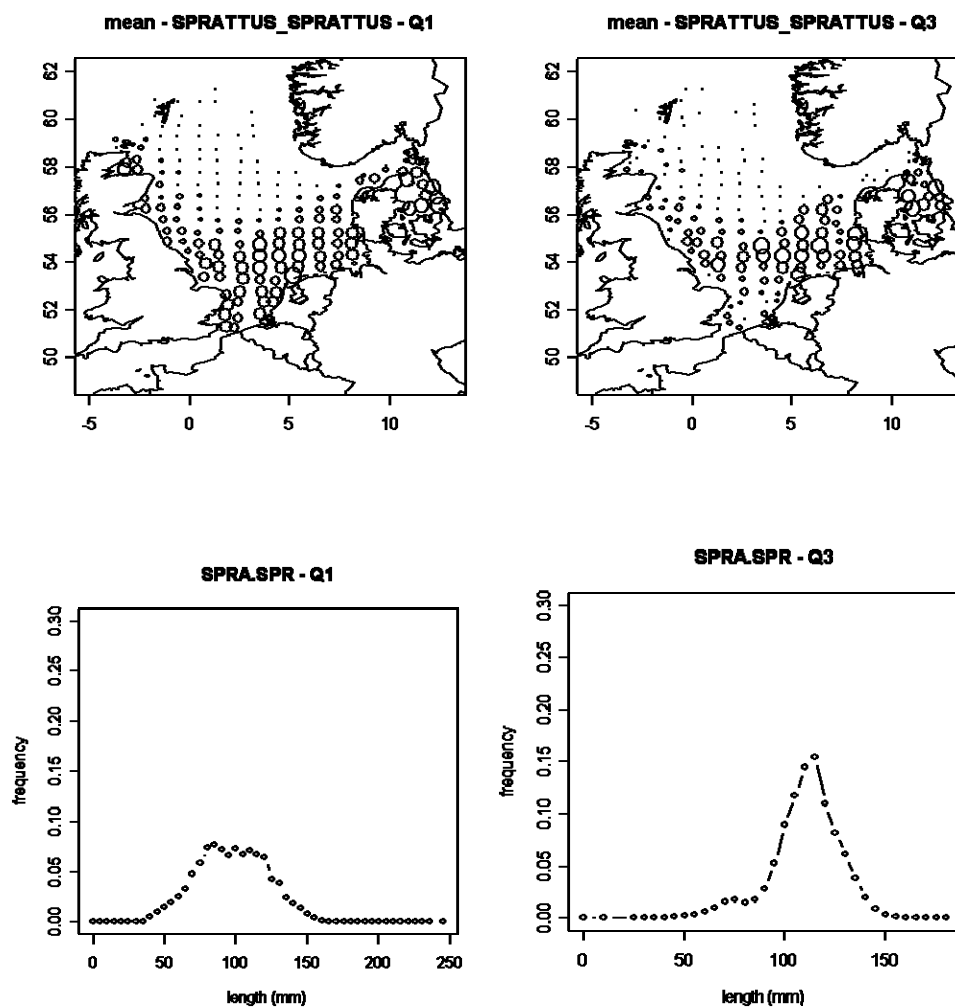 mean - SPRATTUS_SPRATTUS - Q1
mean - SPRATTUS_SPRATTUS - Q3
62
60
58
56
54
52
50
-5 0 5 10
62
60
58
56
54
52
50
-5 0 5 10
SPRA.SPR - Q1
SPRA.SPR - Q3
frequency
0.30
0.25
0.20
0.15
0.10
0.05
0.00
0 50 100 150 200 250
length (mm)
frequency
0.30
0.25
0.20
0.15
0.10
0.05
0.00
0 50 100 150
length (mm)